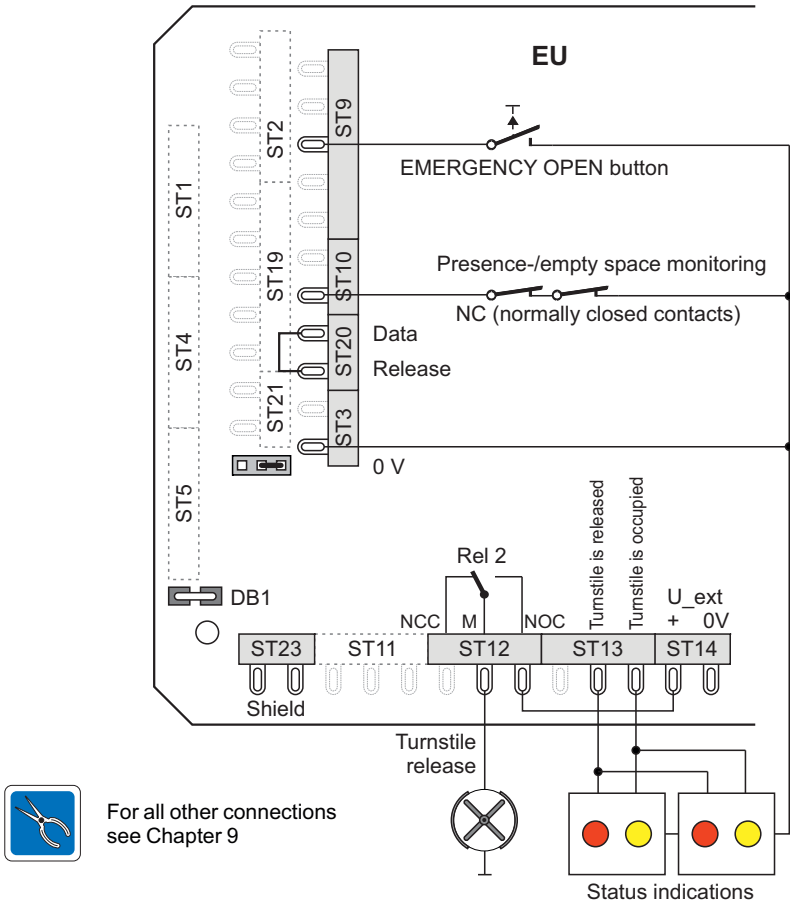 EU
ST9
ST2
EMERGENCY OPEN button
ST1
ST19
ST10
Presence-/empty space monitoring
NC (normally closed contacts)
ST4
ST20
Data
Release
ST21
ST3
0 V
ST5
Turnstile is released
Turnstile is occupied
Rel 2
DB1
U_ext
NCC M NOC + 0V
ST23 ST11 ST12 ST13 ST14
Shield
Turnstile
release
For all other connections
see Chapter 9
Status indications